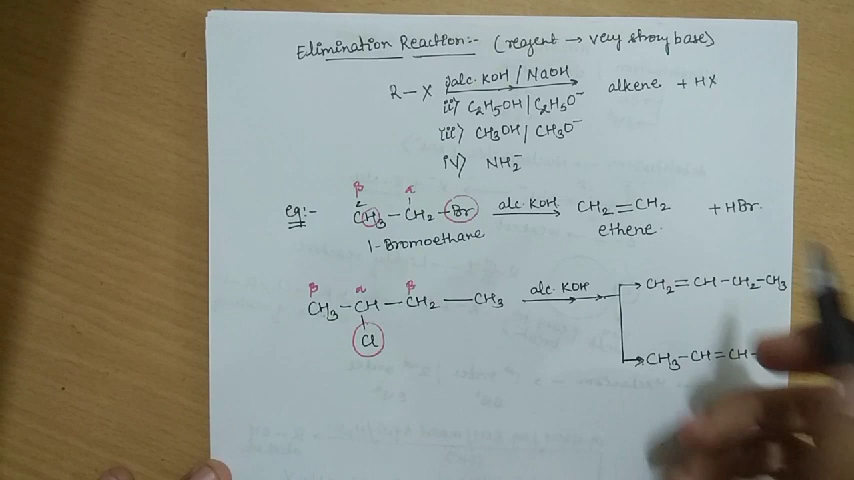 Elimination Reaction:- (reagent → very strong base)
R-X i) alc. KOH / NaOH alkene + HX
ii) C2H5OH / C2H5O⁻
iii) CH3OH / CH3O⁻
iv) NH2⁻
β α
eg:- CH3-CH2-Br alc. KOH → CH2=CH2 + HBr
1-Bromoethane ethene
β α β
CH3-CH-CH2-CH3 alc. KOH → CH2=CH-CH2-CH3
Cl
CH3-CH=CH-